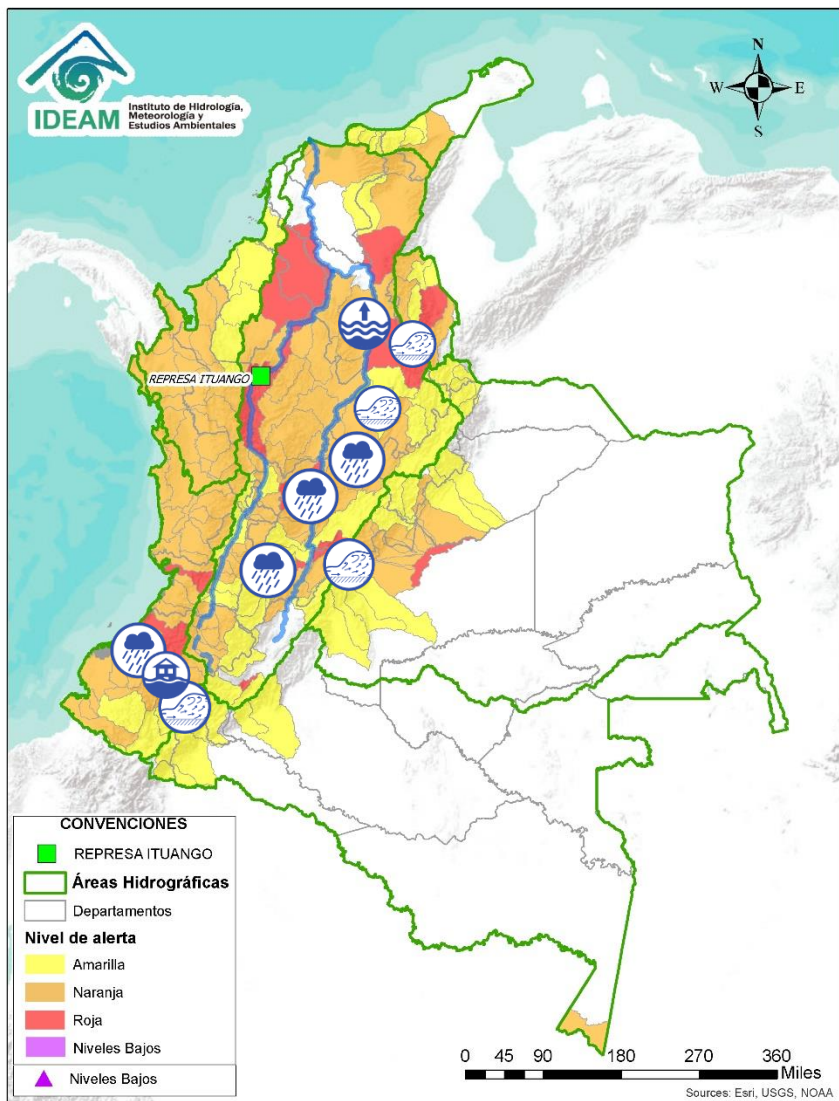 IDEAM
Instituto de Hidrología,
Meteorología y
Estudios Ambientales
N
W
E
S
REPRESA ITUANGO
CONVENCIONES
REPRESA ITUANGO
Áreas Hidrográficas
Departamentos
Nivel de alerta
Amarilla
Naranja
Roja
Niveles Bajos
Niveles Bajos
0 45 90 180 270 360
Miles
Sources: Esri, USGS, NOAA